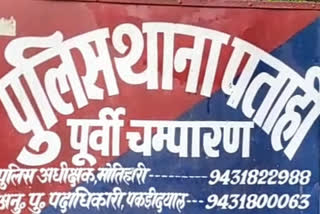 पुलिस थाना पताही
पूर्वी चम्पारण
पुलिस अधीक्षक, मोतिहारी ------ 9431822988
अनु. पु. पदाधिकारी, पकडीदयाल --- 9431800063